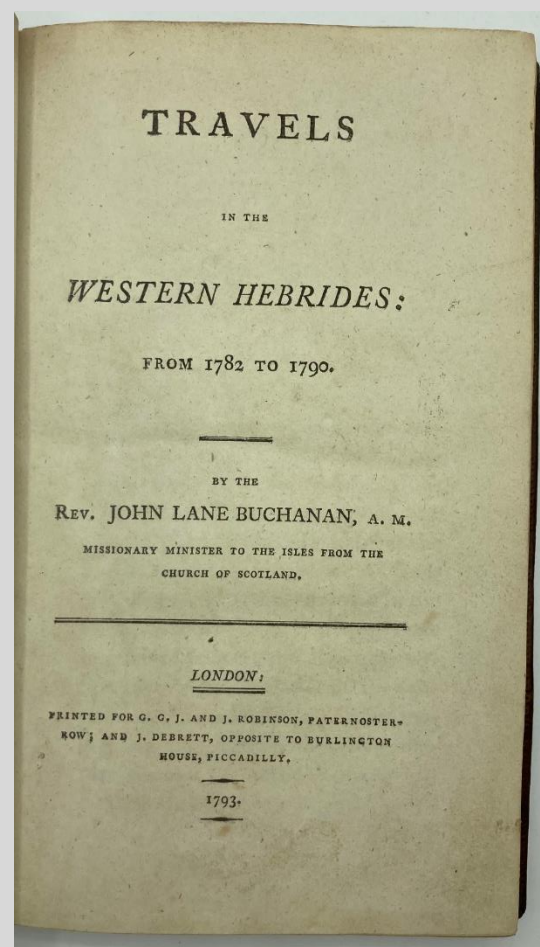 TRAVELS
IN THE
WESTERN HEBRIDES:
FROM 1782 TO 1790.
BY THE
REV. JOHN LANE BUCHANAN, A. M.
MISSIONARY MINISTER TO THE ISLES FROM THE
CHURCH OF SCOTLAND.
LONDON:
PRINTED FOR G. G. J. AND J. ROBINSON, PATERNOSTER-
ROW; AND J. DEBRETT, OPPOSITE TO BURLINGTON
HOUSE, PICCADILLY.
1793.